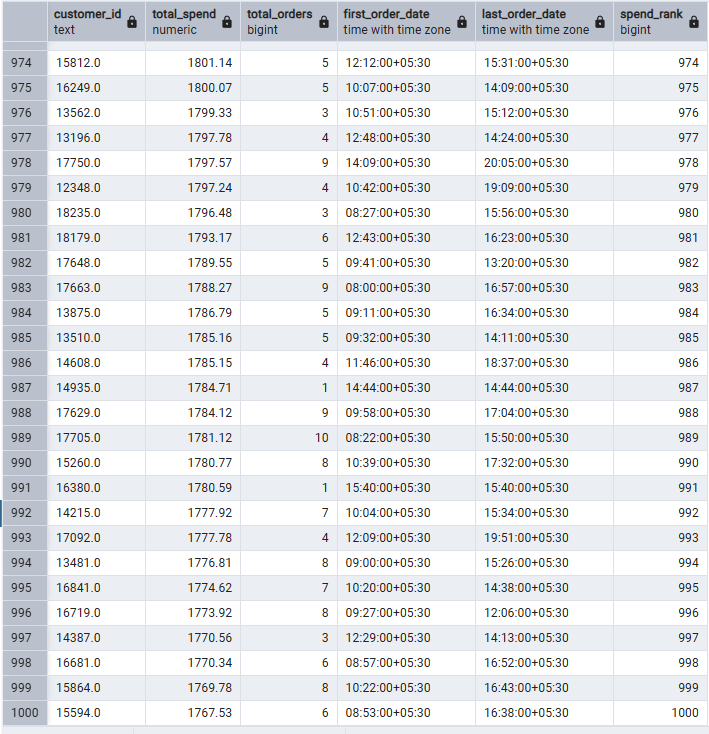 customer_id total_spend total_orders first_order_date last_order_date spend_rank
text numeric bigint time with time zone time with time zone bigint
974 15812.0 1801.14 5 12:12:00+05:30 15:31:00+05:30 974
975 16249.0 1800.07 5 10:07:00+05:30 14:09:00+05:30 975
976 13562.0 1799.33 3 10:51:00+05:30 15:12:00+05:30 976
977 13196.0 1797.78 4 12:48:00+05:30 14:24:00+05:30 977
978 17750.0 1797.57 9 14:09:00+05:30 20:05:00+05:30 978
979 12348.0 1797.24 4 10:42:00+05:30 19:09:00+05:30 979
980 18235.0 1796.48 3 08:27:00+05:30 15:56:00+05:30 980
981 18179.0 1793.17 6 12:43:00+05:30 16:23:00+05:30 981
982 17648.0 1789.55 5 09:41:00+05:30 13:20:00+05:30 982
983 17663.0 1788.27 9 08:00:00+05:30 16:57:00+05:30 983
984 13875.0 1786.79 5 09:11:00+05:30 16:34:00+05:30 984
985 13510.0 1785.16 5 09:32:00+05:30 14:11:00+05:30 985
986 14608.0 1785.15 4 11:46:00+05:30 18:37:00+05:30 986
987 14935.0 1784.71 1 14:44:00+05:30 14:44:00+05:30 987
988 17629.0 1784.12 9 09:58:00+05:30 17:04:00+05:30 988
989 17705.0 1781.12 10 08:22:00+05:30 15:50:00+05:30 989
990 15260.0 1780.77 8 10:39:00+05:30 17:32:00+05:30 990
991 16380.0 1780.59 1 15:40:00+05:30 15:40:00+05:30 991
992 14215.0 1777.92 7 10:04:00+05:30 15:34:00+05:30 992
993 17092.0 1777.78 4 12:09:00+05:30 19:51:00+05:30 993
994 13481.0 1776.81 8 09:00:00+05:30 15:26:00+05:30 994
995 16841.0 1774.62 7 10:20:00+05:30 14:38:00+05:30 995
996 16719.0 1773.92 8 09:27:00+05:30 12:06:00+05:30 996
997 14387.0 1770.56 3 12:29:00+05:30 14:13:00+05:30 997
998 16681.0 1770.34 6 08:57:00+05:30 16:52:00+05:30 998
999 15864.0 1769.78 8 10:22:00+05:30 16:43:00+05:30 999
1000 15594.0 1767.53 6 08:53:00+05:30 16:38:00+05:30 1000